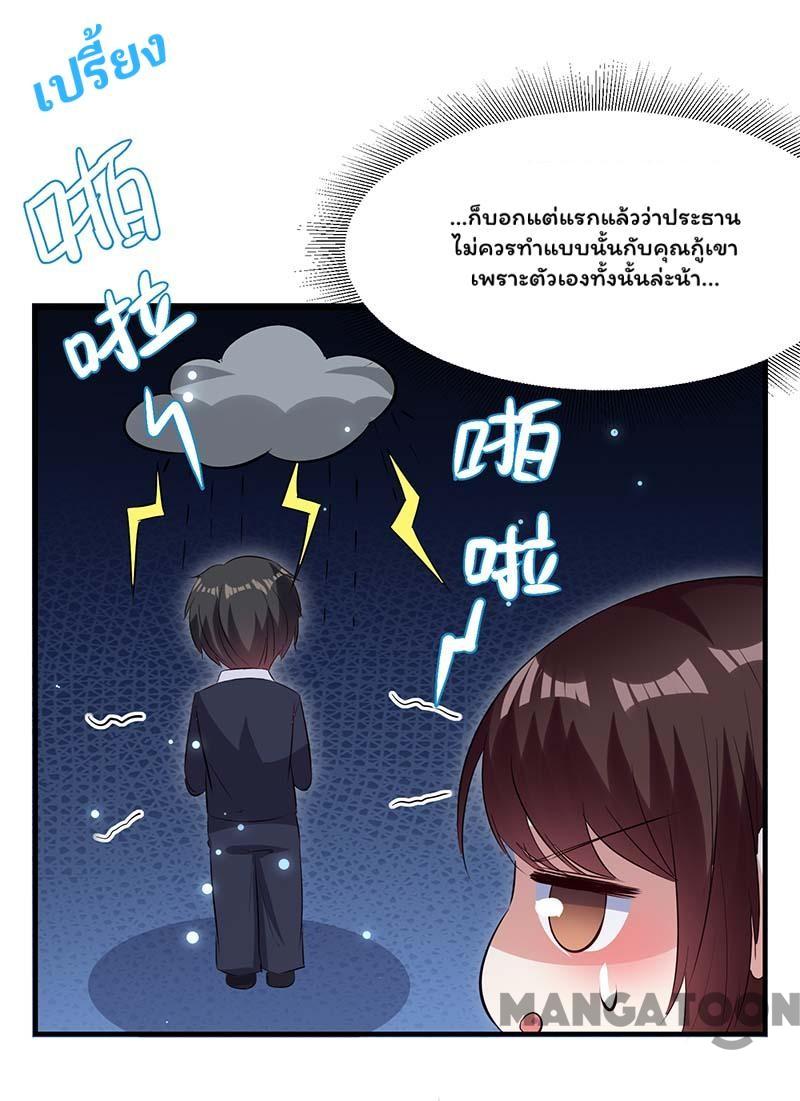 เปรี้ยง
啪
啦
...ก็บอกแต่แรกแล้วว่าประธาน
ไม่ควรทำแบบนั้นกับคุณกู้เขา
เพราะตัวเองทั้งนั้นล่ะน้า...
啪
啦
MANGATOON